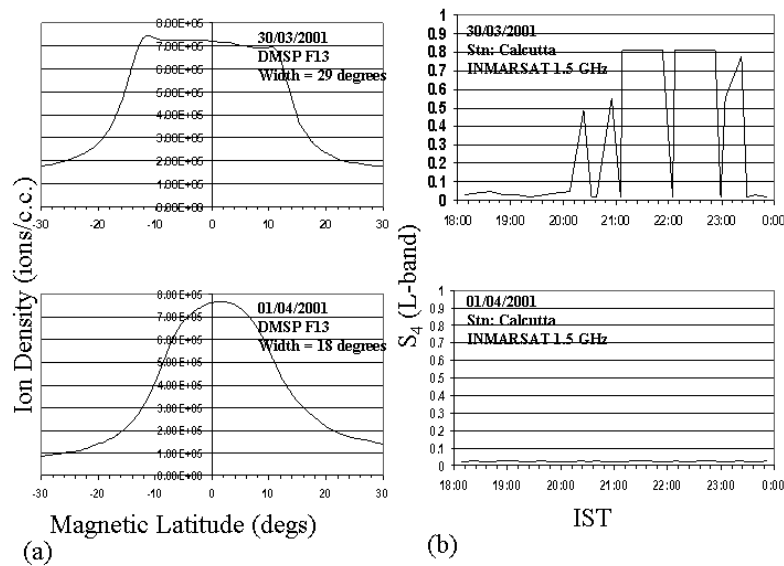 8.00E+05
7.00E+05
6.00E+05
5.00E+05
4.00E+05
3.00E+05
2.00E+05
1.00E+05
0.00E+00
30/03/2001
DMSP F13
Width = 29 degrees
-30
-20
-10
0
10
20
30
30/03/2001
Stn: Calcutta
INMARSAT 1.5 GHz
1
0.9
0.8
0.7
0.6
0.5
0.4
0.3
0.2
0.1
0
18:00
19:00
20:00
21:00
22:00
23:00
0:00
Ion Density (ions/c.c.)
8.00E+05
7.00E+05
6.00E+05
5.00E+05
4.00E+05
3.00E+05
2.00E+05
1.00E+05
0.00E+00
01/04/2001
DMSP F13
Width = 18 degrees
-30
-20
-10
0
10
20
30
Magnetic Latitude (degs)
(a)
S4 (L-band)
01/04/2001
Stn: Calcutta
INMARSAT 1.5 GHz
1
0.9
0.8
0.7
0.6
0.5
0.4
0.3
0.2
0.1
0
18:00
19:00
20:00
21:00
22:00
23:00
0:00
IST
(b)